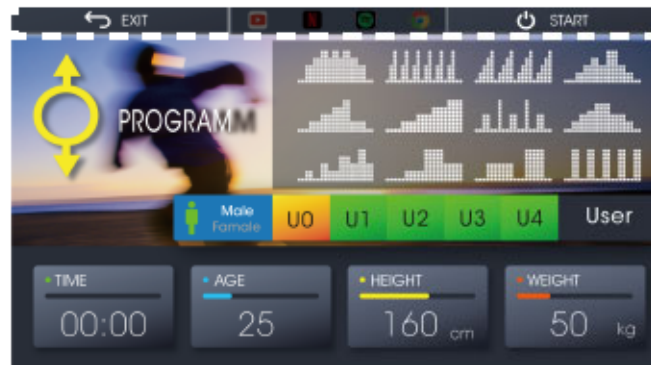 EXIT START
PROGRAM
Male
Famale
U0 U1 U2 U3 U4 User
TIME AGE HEIGHT WEIGHT
00:00 25 160 cm 50 kg